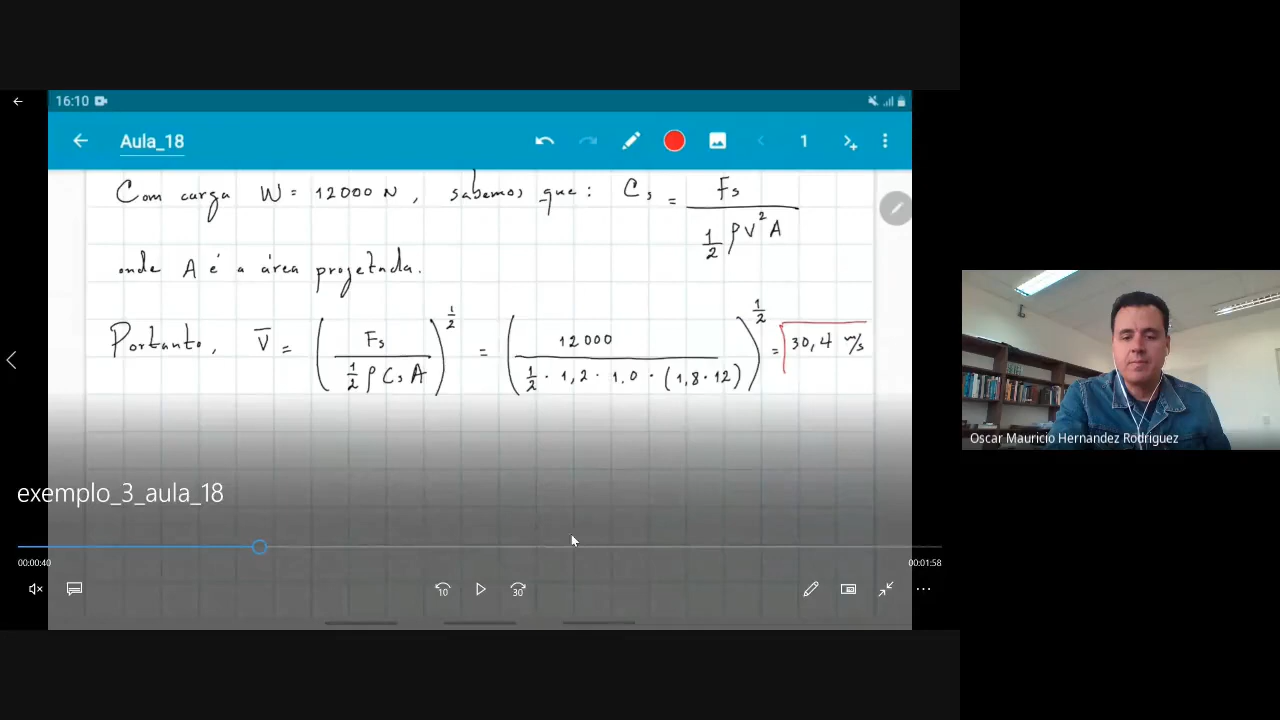 16:10
Aula_18
1
Com carga W = 12000 N, sabemos que: Cs = Fs / (1/2 ρV²A)
onde A é a área projetada.
Portanto, V̄ = (Fs / (1/2 ρ Cs A))^(1/2) = (12000 / (1/2 · 1,2 · 1.0 · (1,8 · 12)))^(1/2) = 30,4 m/s
Oscar Mauricio Hernandez Rodriguez
exemplo_3_aula_18
00:00:40
00:01:58
10
30